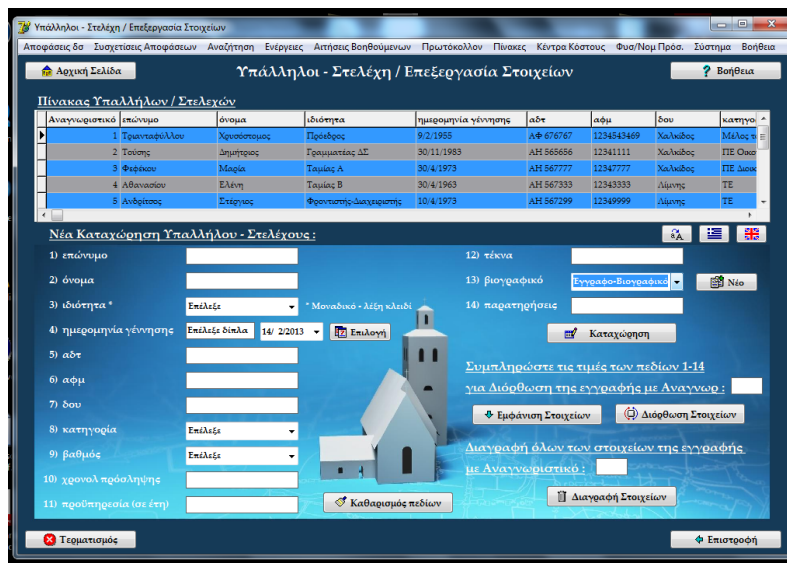 Υπάλληλοι - Στελέχη / Επεξεργασία Στοιχείων
Αποφάσεις δσ Συσχετίσεις Αποφάσεων Αναζήτηση Ενέργειες Αιτήσεις Βοηθούμενων Πρωτόκολλον Πίνακες Κέντρα Κόστους Φυσ/Νομ Πρόσ. Σύστημα Βοήθεια
Αρχική Σελίδα Υπάλληλοι - Στελέχη / Επεξεργασία Στοιχείων ? Βοήθεια
Πίνακας Υπαλλήλων / Στελεχών
Αναγνωριστικό επώνυμο όνομα ιδιότητα ημερομηνία γέννησης αδτ αφμ δου κατηγο
1 Τριανταφύλλου Χρυσόστομος Πρόεδρος 9/2/1955 ΑΦ 676767 1234543469 Χαλκίδος Μέλος
2 Τούσης Δημήτριος Γραμματέας ΔΣ 30/11/1983 ΑΗ 565656 12341111 Χαλκίδος ΠΕ Οικο
3 Φεφέκου Μαρία Ταμίας Α 30/4/1973 ΑΗ 567777 12347777 Χαλκίδος ΠΕ Διοικ
4 Αθανασίου Ελένη Ταμίας Β 30/4/1963 ΑΗ 567333 12343333 Λίμνης ΤΕ
5 Ανδρίτσος Στέργιος Φροντιστής-Διαχειριστής 10/4/1973 ΑΗ 567299 12349999 Λίμνης ΤΕ
Νέα Καταχώρηση Υπαλλήλου - Στελέχους :
1) επώνυμο 12) τέκνα
2) όνομα 13) βιογραφικό Έγγραφο-Βιογραφικό Νέο
3) ιδιότητα * Επέλεξε * Μοναδικό - λέξη κλειδί 14) παρατηρήσεις
4) ημερομηνία γέννησης Επέλεξε δίπλα 14/ 2/2013 Επιλογή Καταχώρηση
5) αδτ
Συμπληρώστε τις τιμές των πεδίων 1-14
6) αφμ για Διόρθωση της εγγραφής με Αναγνωρ :
7) δου Εμφάνιση Στοιχείων Διόρθωση Στοιχείων
8) κατηγορία Επέλεξε
9) βαθμός Επέλεξε Διαγραφή όλων των στοιχείων της εγγραφής
με Αναγνωριστικό :
10) χρονολ πρόσληψης
11) προϋπηρεσία (σε έτη) Καθαρισμός πεδίων Διαγραφή Στοιχείων
Τερματισμός Επιστροφή